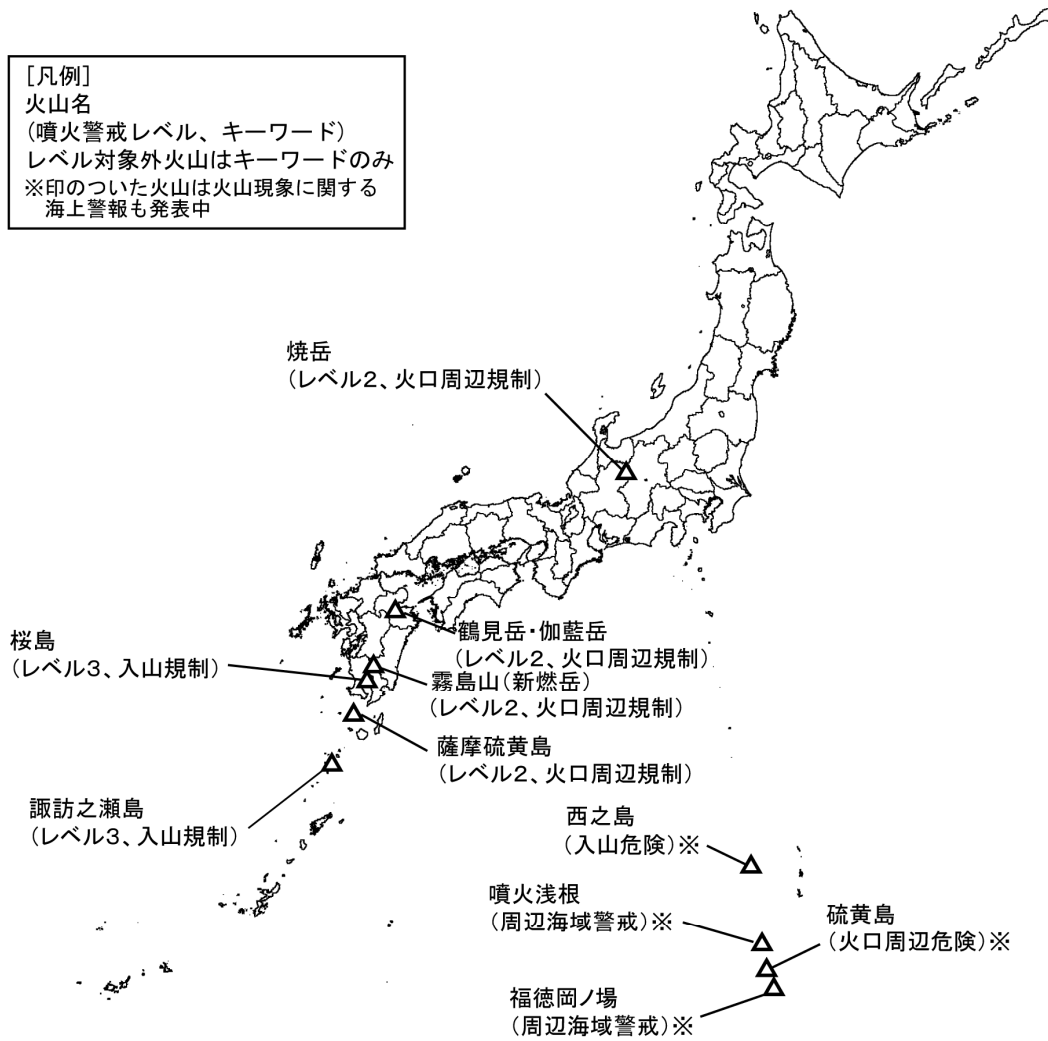 [凡例]
火山名
(噴火警戒レベル、キーワード)
レベル対象外火山はキーワードのみ
※印のついた火山は火山現象に関する
海上警報も発表中
焼岳
(レベル2、火口周辺規制)
鶴見岳・伽藍岳
(レベル2、火口周辺規制)
桜島
(レベル3、入山規制)
霧島山(新燃岳)
(レベル2、火口周辺規制)
薩摩硫黄島
(レベル2、火口周辺規制)
諏訪之瀬島
(レベル3、入山規制)
西之島
(入山危険)※
噴火浅根
(周辺海域警戒)※
硫黄島
(火口周辺危険)※
福徳岡ノ場
(周辺海域警戒)※